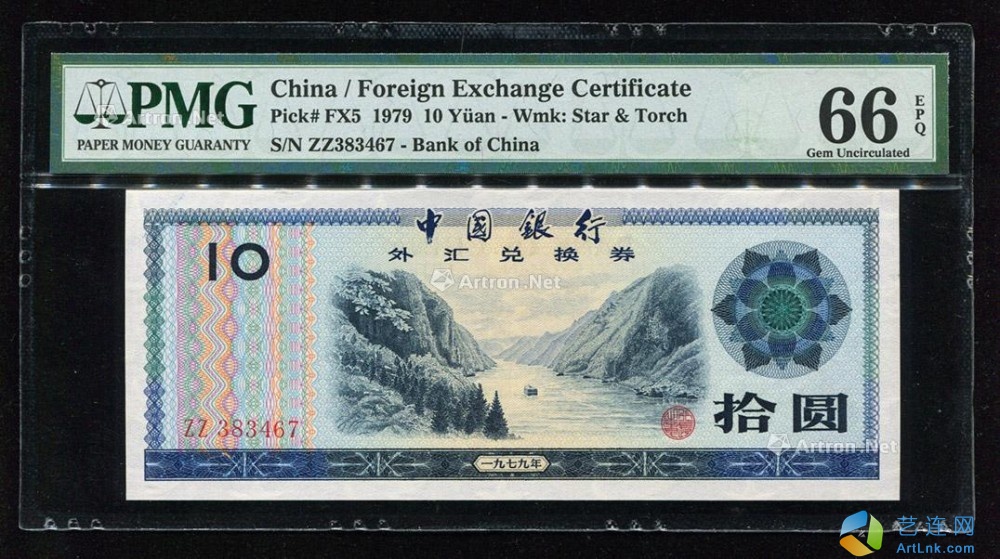 PMG
PAPER MONEY GUARANTY
China / Foreign Exchange Certificate
Pick# FX5 1979 10 Yüan - Wmk: Star & Torch
S/N ZZ383467 - Bank of China
66
EPQ
Gem Uncirculated
中國銀行
外汇兑换券
10
Artron.Net
ZZ 383467
拾圆
Artron.Net
一九七九年
艺连网
ArtLnk.com